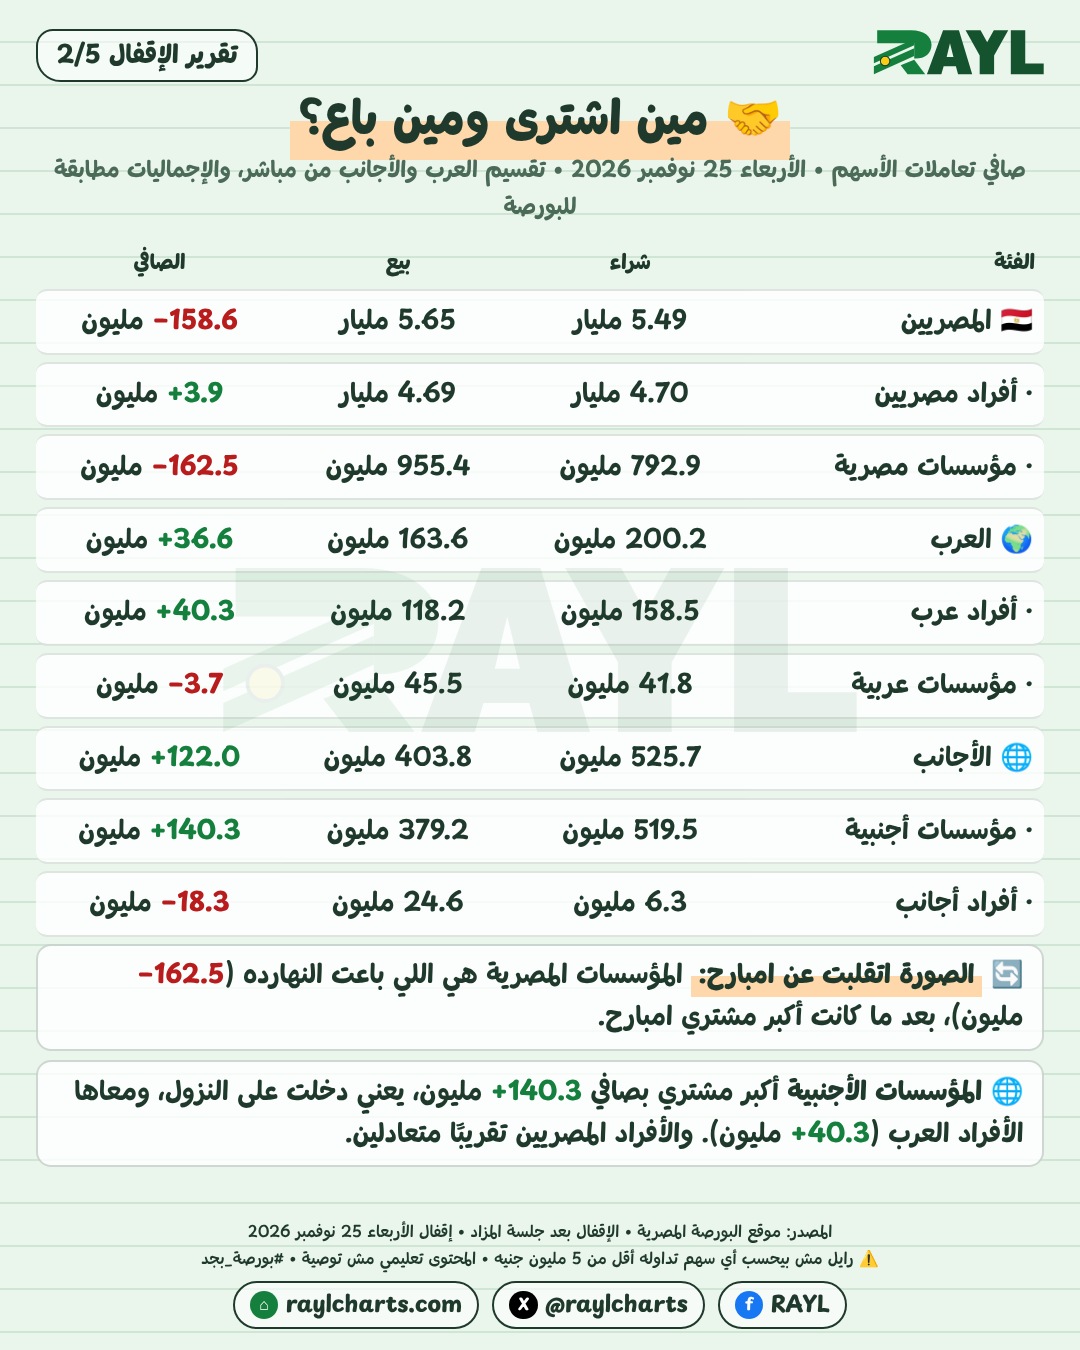 RAYL
تقرير الإقفال 2/5
🤝 مين اشترى ومين باع؟
صافي تعاملات الأسهم • الأربعاء 25 نوفمبر 2026 • تقسيم العرب والأجانب من مباشر، والإجماليات مطابقة
للبورصة
الفئة شراء بيع الصافي
🇪🇬 المصريين 5.49 مليار 5.65 مليار −158.6 مليون
· أفراد مصريين 4.70 مليار 4.69 مليار +3.9 مليون
· مؤسسات مصرية 792.9 مليون 955.4 مليون −162.5 مليون
🌍 العرب 200.2 مليون 163.6 مليون +36.6 مليون
· أفراد عرب 158.5 مليون 118.2 مليون +40.3 مليون
· مؤسسات عربية 41.8 مليون 45.5 مليون −3.7 مليون
🌐 الأجانب 525.7 مليون 403.8 مليون +122.0 مليون
· مؤسسات أجنبية 519.5 مليون 379.2 مليون +140.3 مليون
· أفراد أجانب 6.3 مليون 24.6 مليون −18.3 مليون
🔄 الصورة اتقلبت عن امبارح: المؤسسات المصرية هي اللي باعت النهارده (−162.5
مليون)، بعد ما كانت أكبر مشتري امبارح.
🌐 المؤسسات الأجنبية أكبر مشتري بصافي +140.3 مليون، يعني دخلت على النزول، ومعاها
الأفراد العرب (+40.3 مليون). والأفراد المصريين تقريبًا متعادلين.
المصدر: موقع البورصة المصرية • الإقفال بعد جلسة المزاد • إقفال الأربعاء 25 نوفمبر 2026
⚠️ رايل مش بيحسب أي سهم تداوله أقل من 5 مليون جنيه • المحتوى تعليمي مش توصية • #بورصة_بجد
raylcharts.com X @raylcharts f RAYL